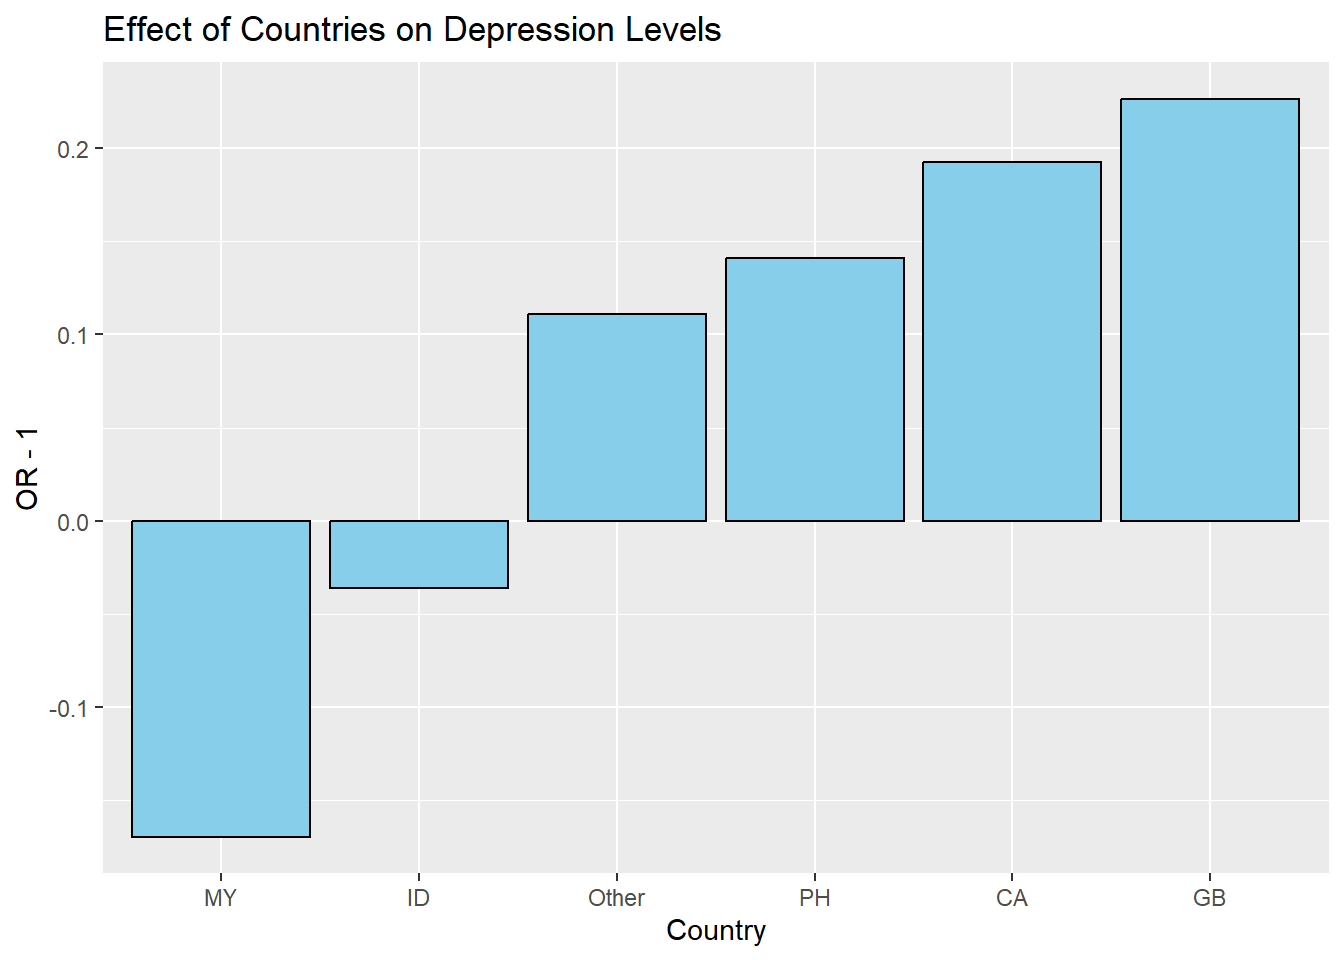 Effect of Countries on Depression Levels
OR - 1
0.2
0.1
0.0
-0.1
MY ID Other PH CA GB
Country